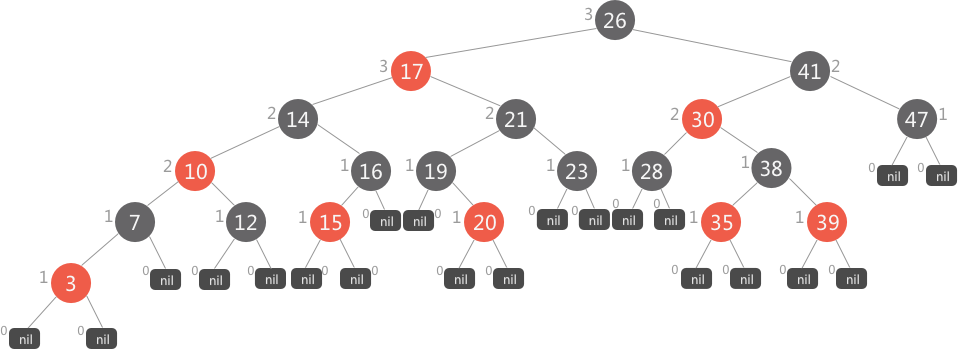 3 26
3 17 41 2
2 14 2 21 2 30 47 1
2 10 1 16 1 19 1 23 1 28 1 38 0 nil 0 nil
1 7 1 12 1 15 0 nil nil 0 1 20 0 nil 0 nil 0 nil 0 nil 1 35 1 39
1 3 0 nil 0 nil 0 nil nil 0 nil 0 0 nil 0 nil 0 nil 0 nil 0 nil 0 nil
0 nil 0 nil